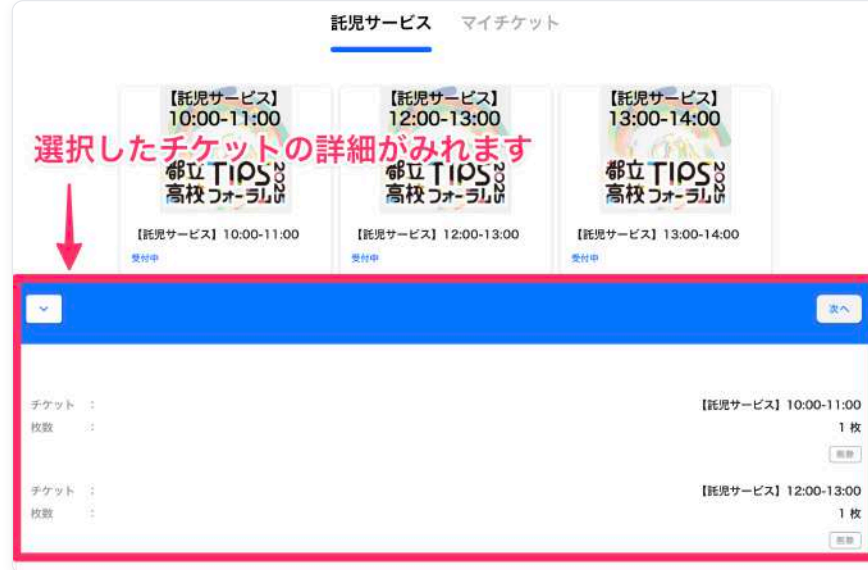 託児サービス マイチケット
【託児サービス】 【託児サービス】 【託児サービス】
10:00-11:00 12:00-13:00 13:00-14:00
選択したチケットの詳細がみれます
都立TIPS 2025 都立TIPS 2025 都立TIPS 2025
高校フォーラム 高校フォーラム 高校フォーラム
【託児サービス】10:00-11:00 【託児サービス】12:00-13:00 【託児サービス】13:00-14:00
受付中 受付中 受付中
次へ
チケット : 【託児サービス】10:00-11:00
枚数 : 1 枚
削除
チケット : 【託児サービス】12:00-13:00
枚数 : 1 枚
削除